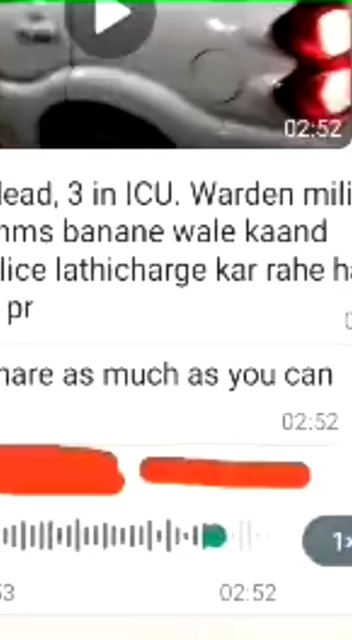 02:52
lead, 3 in ICU. Warden mili
nms banane wale kaand
lice lathicharge kar rahe ha
pr
hare as much as you can
02:52
1×
53
02:52